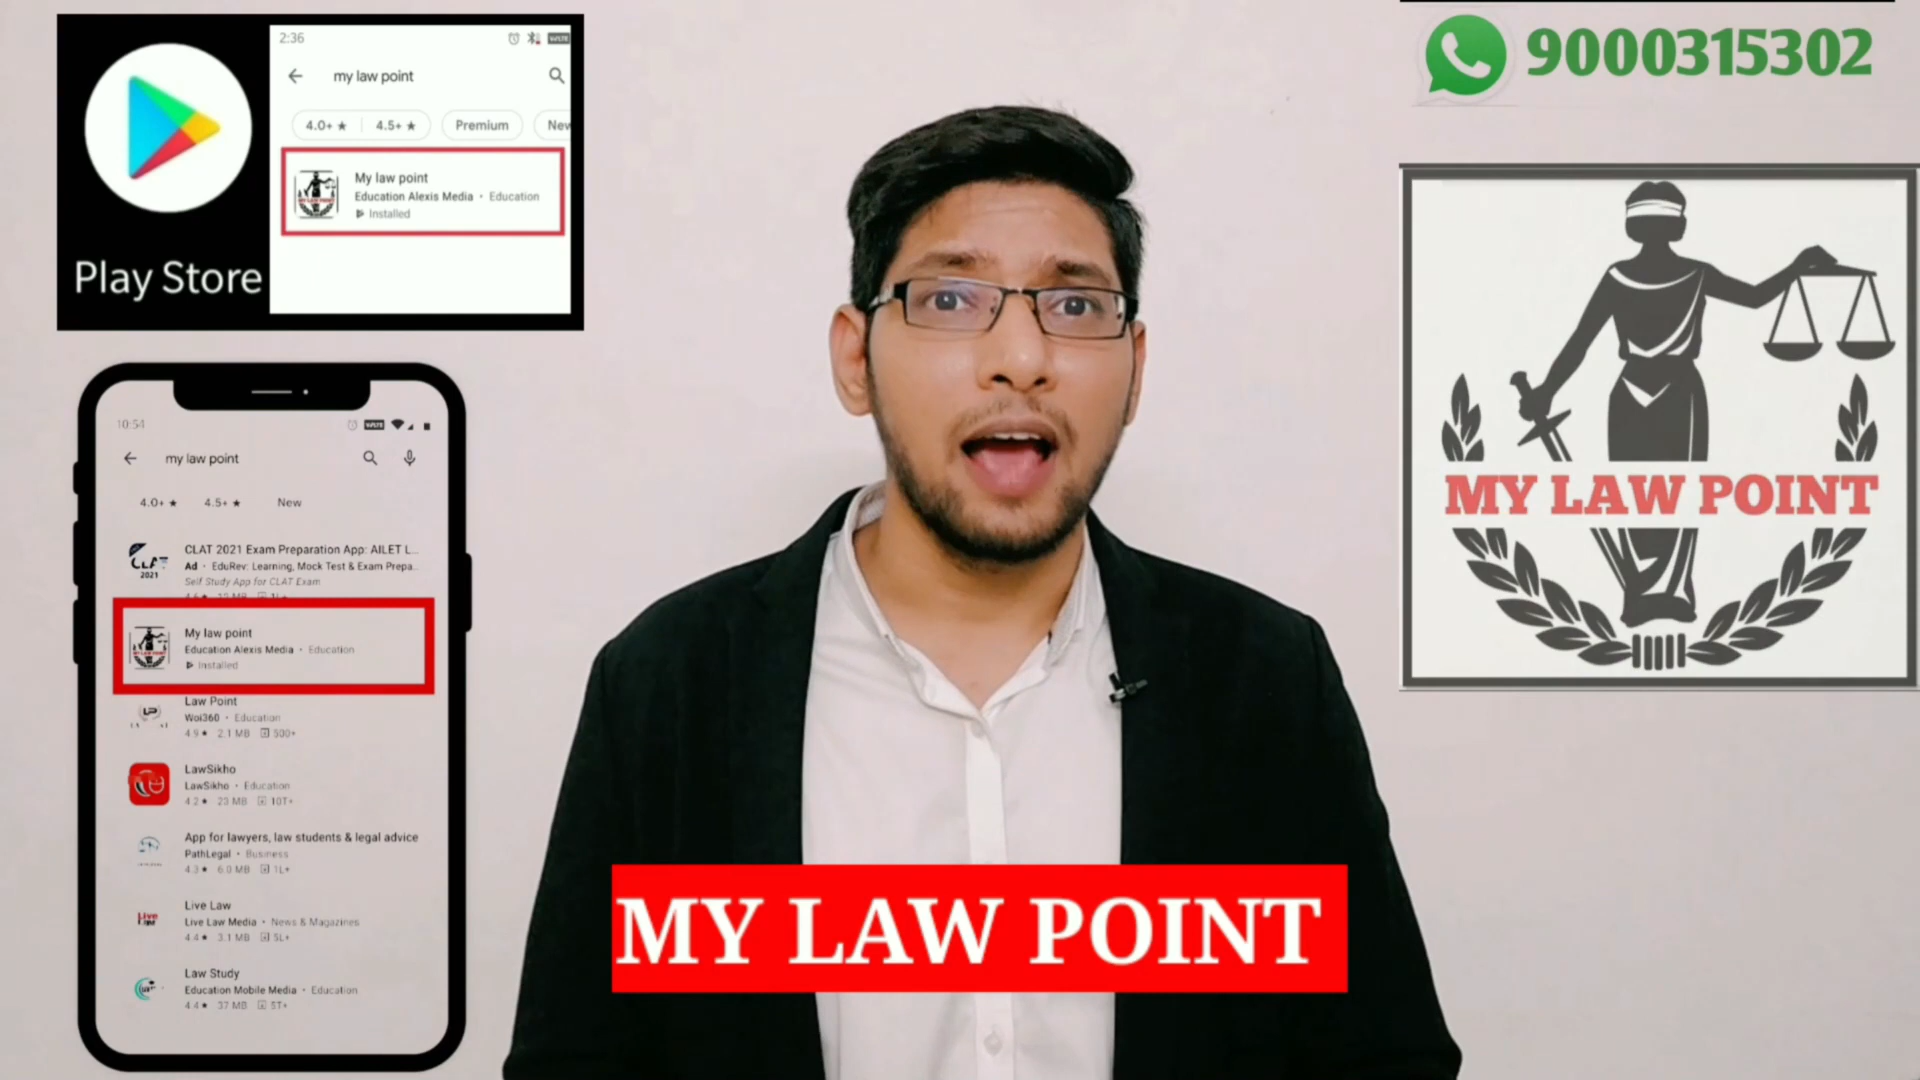 2:36
my law point
4.0+ ★ 4.5+ ★ Premium New
My law point
Education Alexis Media • Education
Installed
Play Store
9000315302
MY LAW POINT
10:54
my law point
4.0+ ★ 4.5+ ★ New
CLAT 2021
CLAT 2021 Exam Preparation App: AILET L...
Ad • EduRev: Learning, Mock Test & Exam Prepa..
Self Study App for CLAT Exam
My law point
Education Alexis Media • Education
Installed
Law Point
Woi360 • Education
4.9★ 2.1 MB 500+
LawSikho
LawSikho • Education
4.2★ 23 MB 10T+
App for lawyers, law students & legal advice
PathLegal • Business
4.3★ 6.0 MB 1L+
Live Law
Live Law
Live Law Media • News & Magazines
4.4★ 3.1 MB 5L+
Law Study
Education Mobile Media • Education
4.4★ 37 MB 5T+
MY LAW POINT